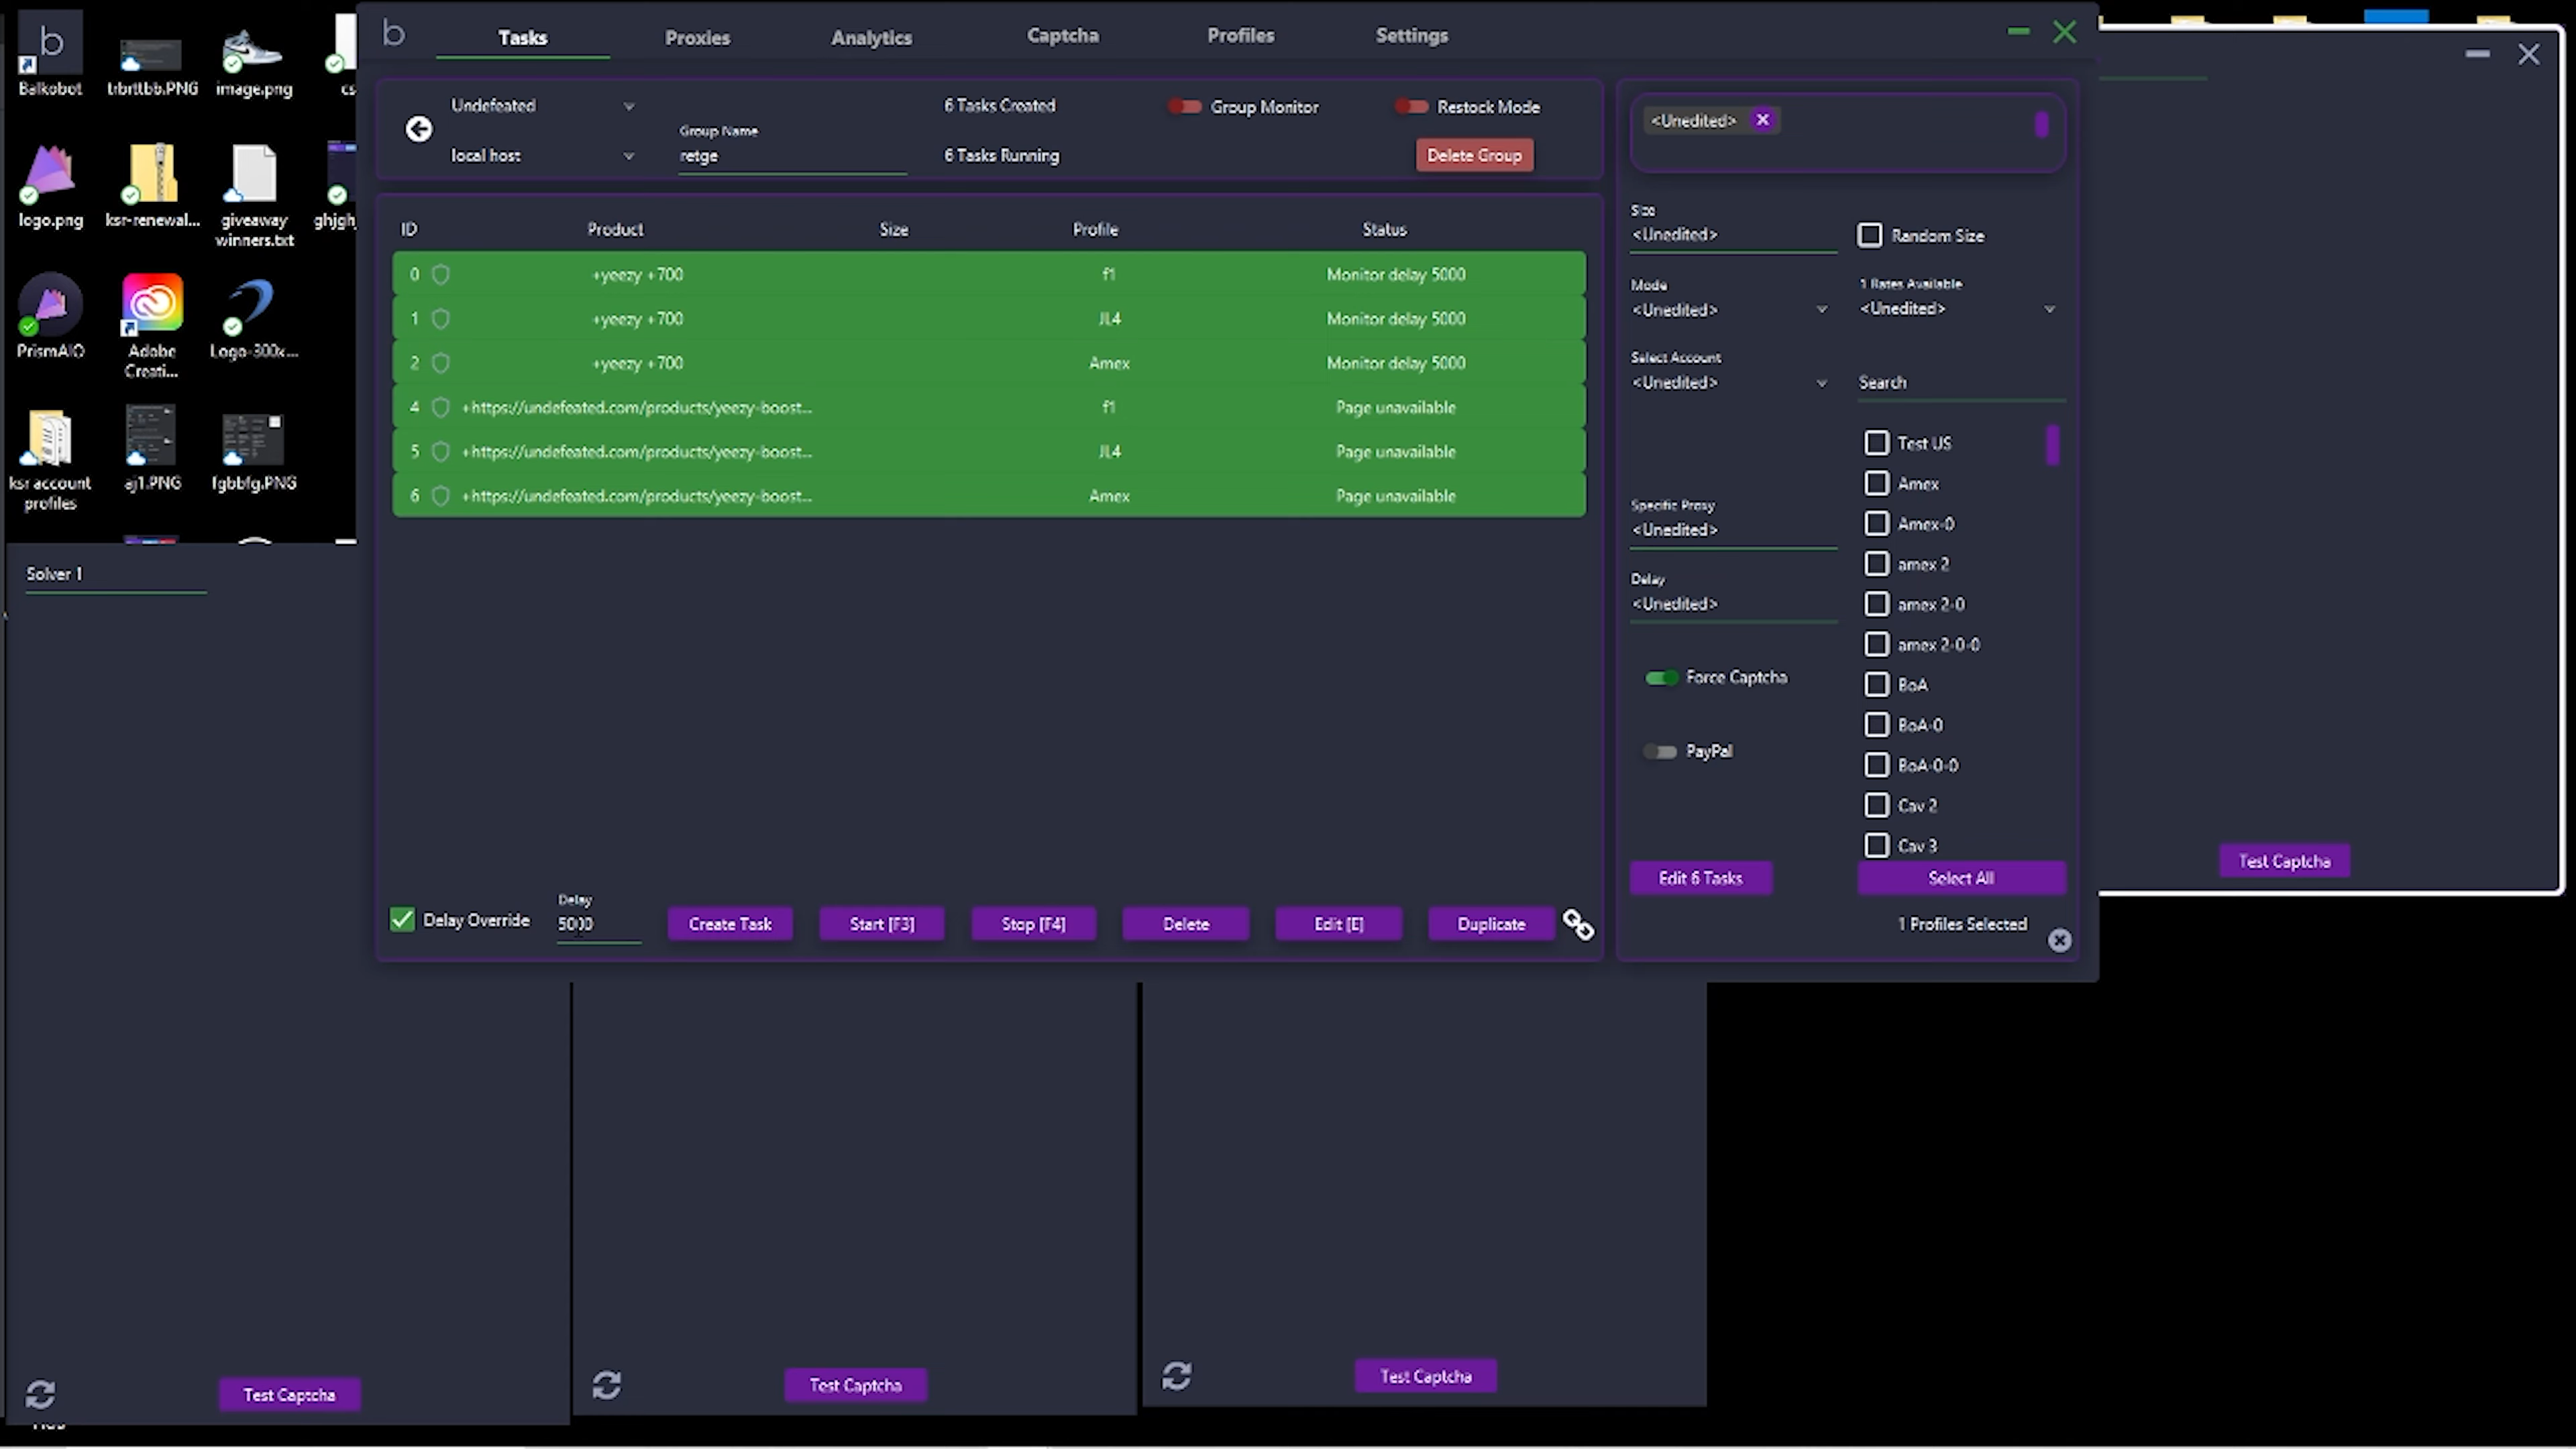 b
Balkobot
trbrttbb.PNG
image.png
cs
logo.png
ksr-renewal...
giveaway
winners.txt
ghjghj
PrismAIO
Adobe
Creati...
Logo-300x...
ksr account
profiles
aj1.PNG
fgbbfg.PNG
b
Tasks
Proxies
Analytics
Captcha
Profiles
Settings
Undefeated
local host
Group Name
retge
6 Tasks Created
6 Tasks Running
Group Monitor
Restock Mode
Delete Group
ID Product Size Profile Status
0 +yeezy +700 f1 Monitor delay 5000
1 +yeezy +700 JL4 Monitor delay 5000
2 +yeezy +700 Amex Monitor delay 5000
4 +https://undefeated.com/products/yeezy-boost... f1 Page unavailable
5 +https://undefeated.com/products/yeezy-boost... JL4 Page unavailable
6 +https://undefeated.com/products/yeezy-boost... Amex Page unavailable
Delay Override
Delay
5000
Create Task
Start [F3]
Stop [F4]
Delete
Edit [E]
Duplicate
<Unedited>
Size
<Unedited>
Random Size
Mode
<Unedited>
1 Rates Available
<Unedited>
Select Account
<Unedited>
Search
Specific Proxy
<Unedited>
Delay
<Unedited>
Force Captcha
PayPal
Test US
Amex
Amex-0
amex 2
amex 2-0
amex 2-0-0
BoA
BoA-0
BoA-0-0
Cav 2
Cav 3
Edit 6 Tasks
Select All
1 Profiles Selected
Test Captcha
Solver 1
Test Captcha
Test Captcha
Test Captcha